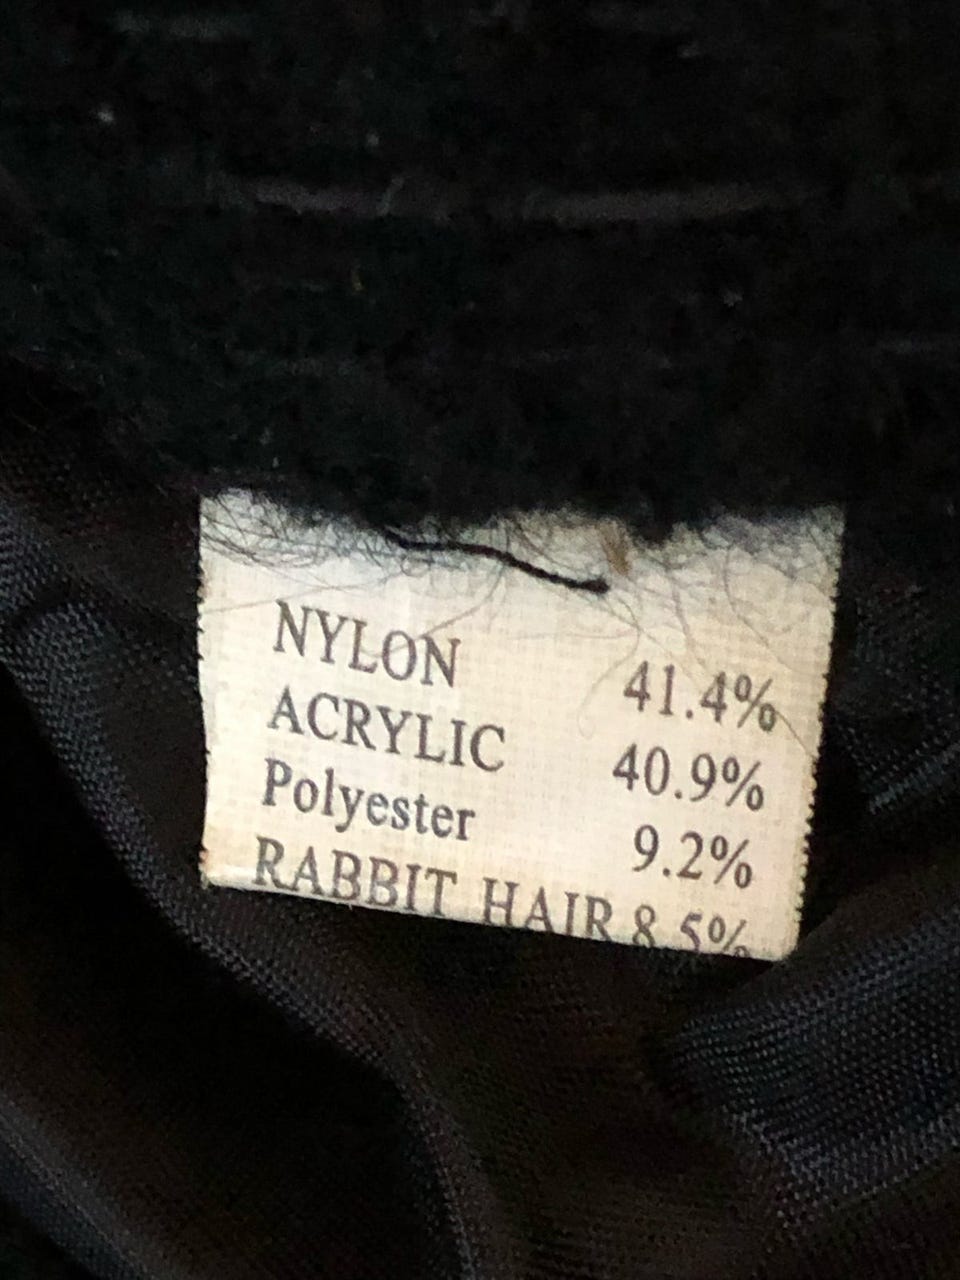 NYLON 41.4%
ACRYLIC 40.9%
Polyester 9.2%
RABBIT HAIR 8.5%